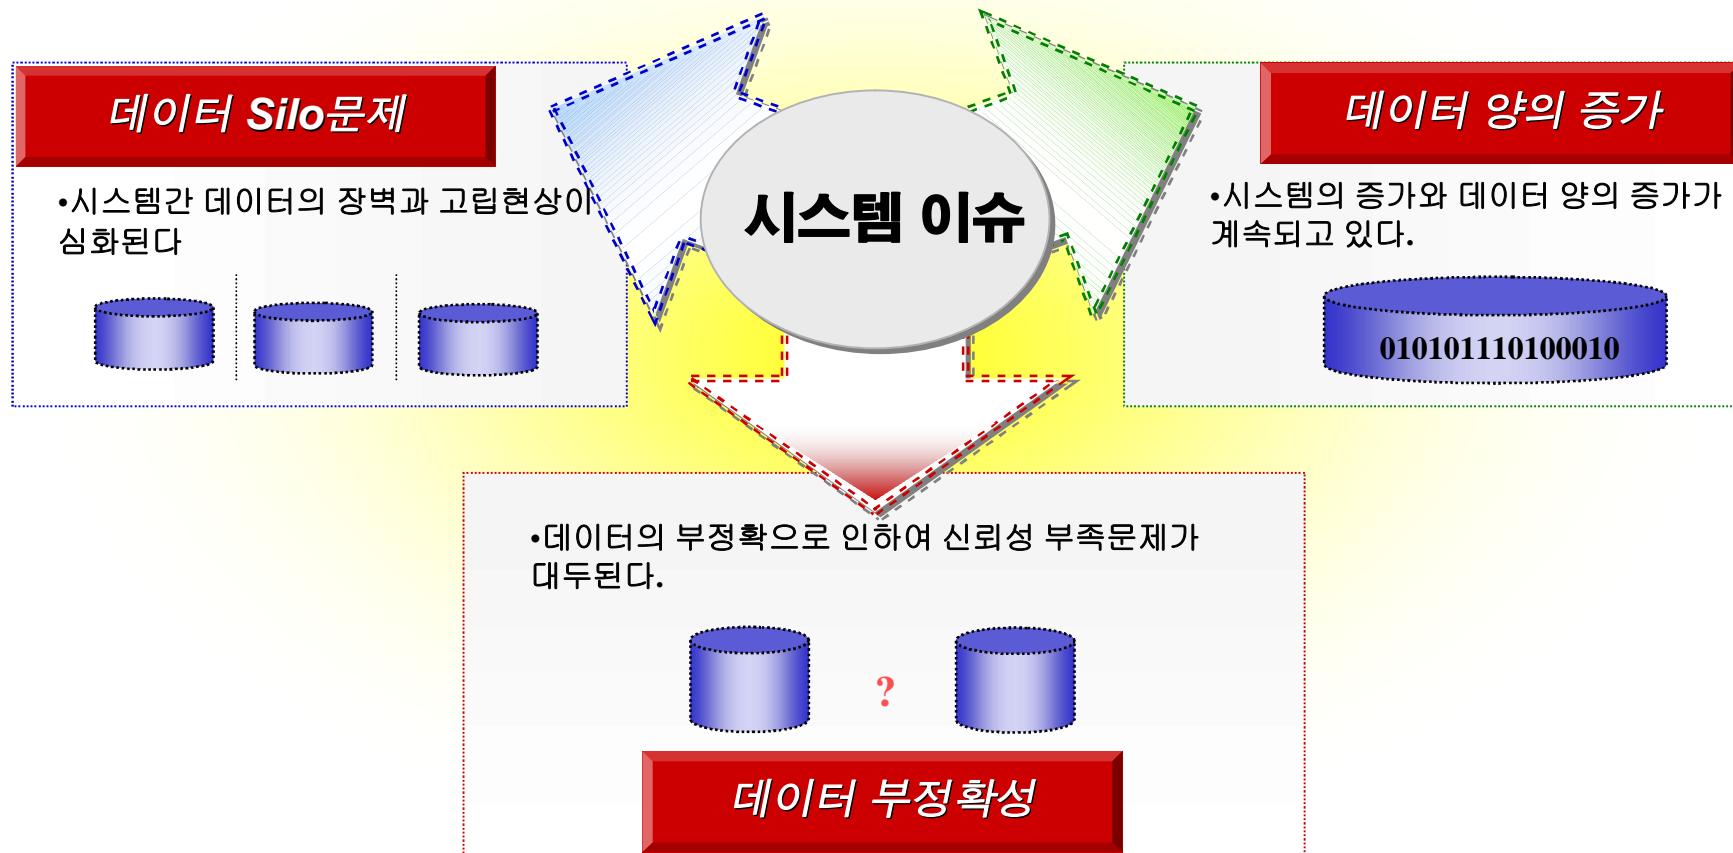 데이터 Silo문제
•시스템간 데이터의 장벽과 고립현상이
심화된다
시스템 이슈
데이터 양의 증가
•시스템의 증가와 데이터 양의 증가가
계속되고 있다.
010101110100010
•데이터의 부정확으로 인하여 신뢰성 부족문제가
대두된다.
?
데이터 부정확성